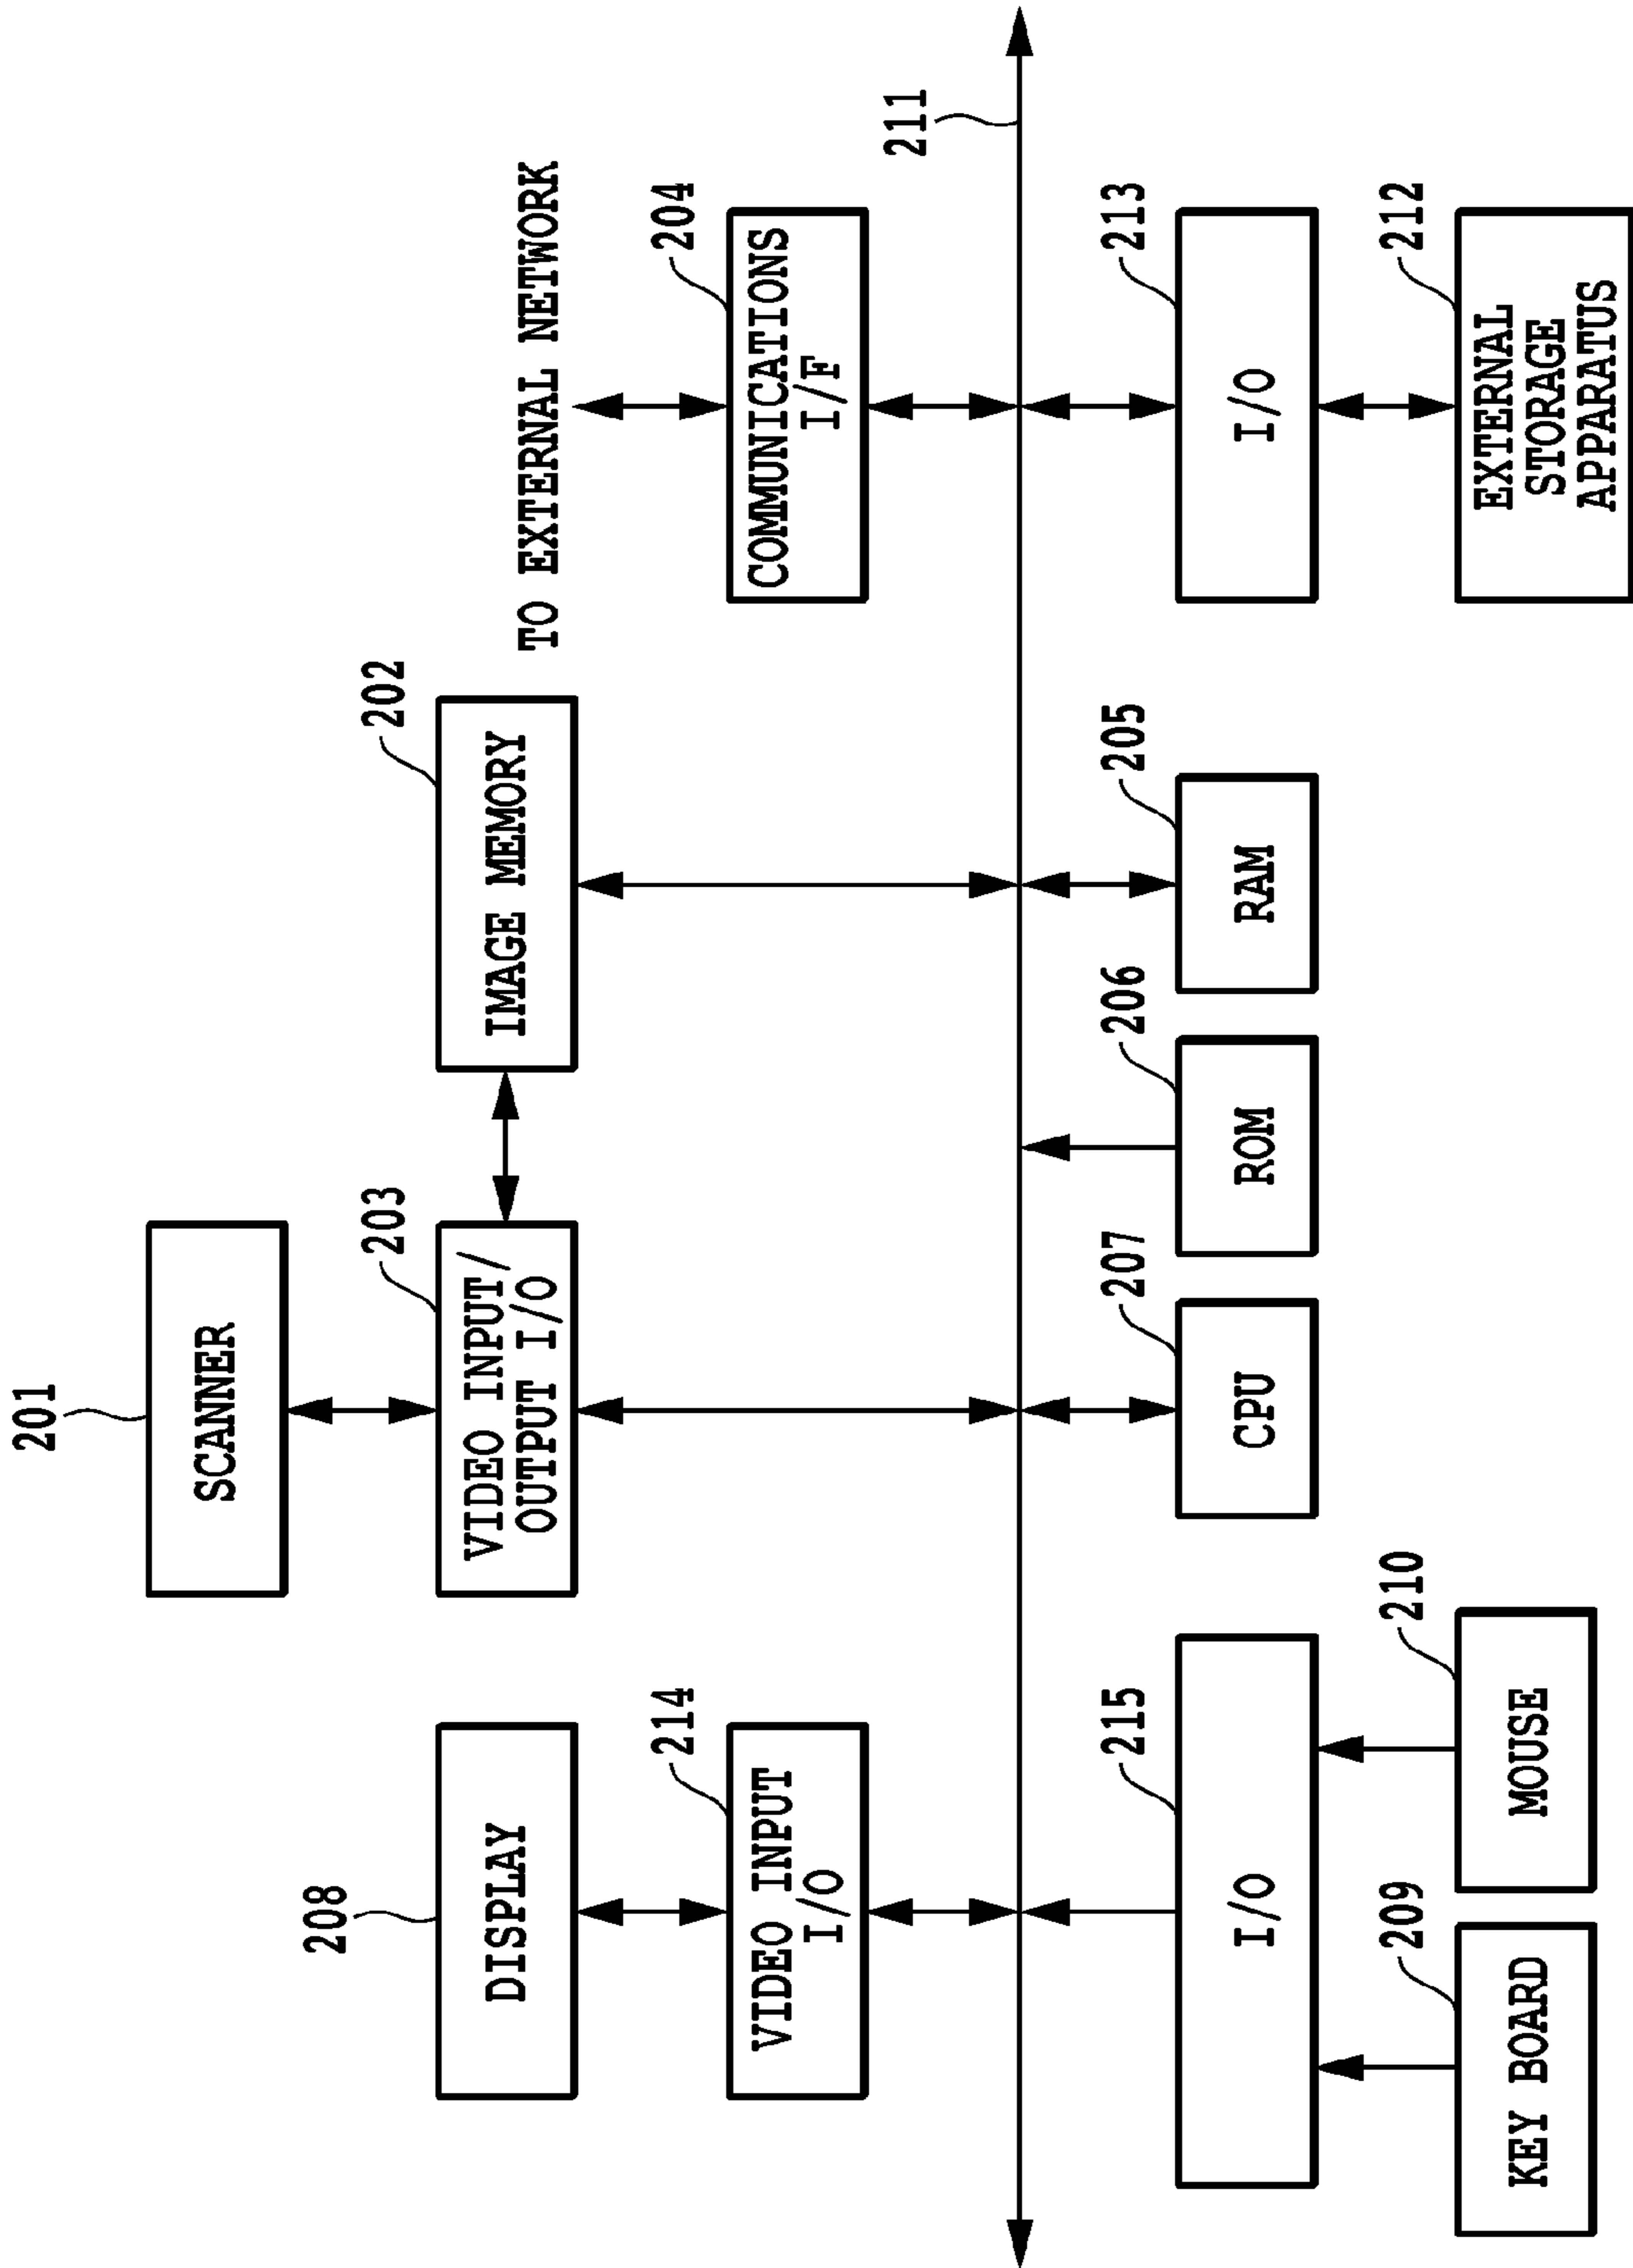 201
SCANNER
208
DISPLAY
203
VIDEO INPUT/
OUTPUT I/O
202
IMAGE MEMORY
TO EXTERNAL NETWORK
214
VIDEO INPUT
I/O
204
COMMUNICATIONS
I/F
211
215
I/O
207
CPU
206
ROM
205
RAM
213
I/O
209
KEY BOARD
210
MOUSE
212
EXTERNAL
STORAGE
APPARATUS